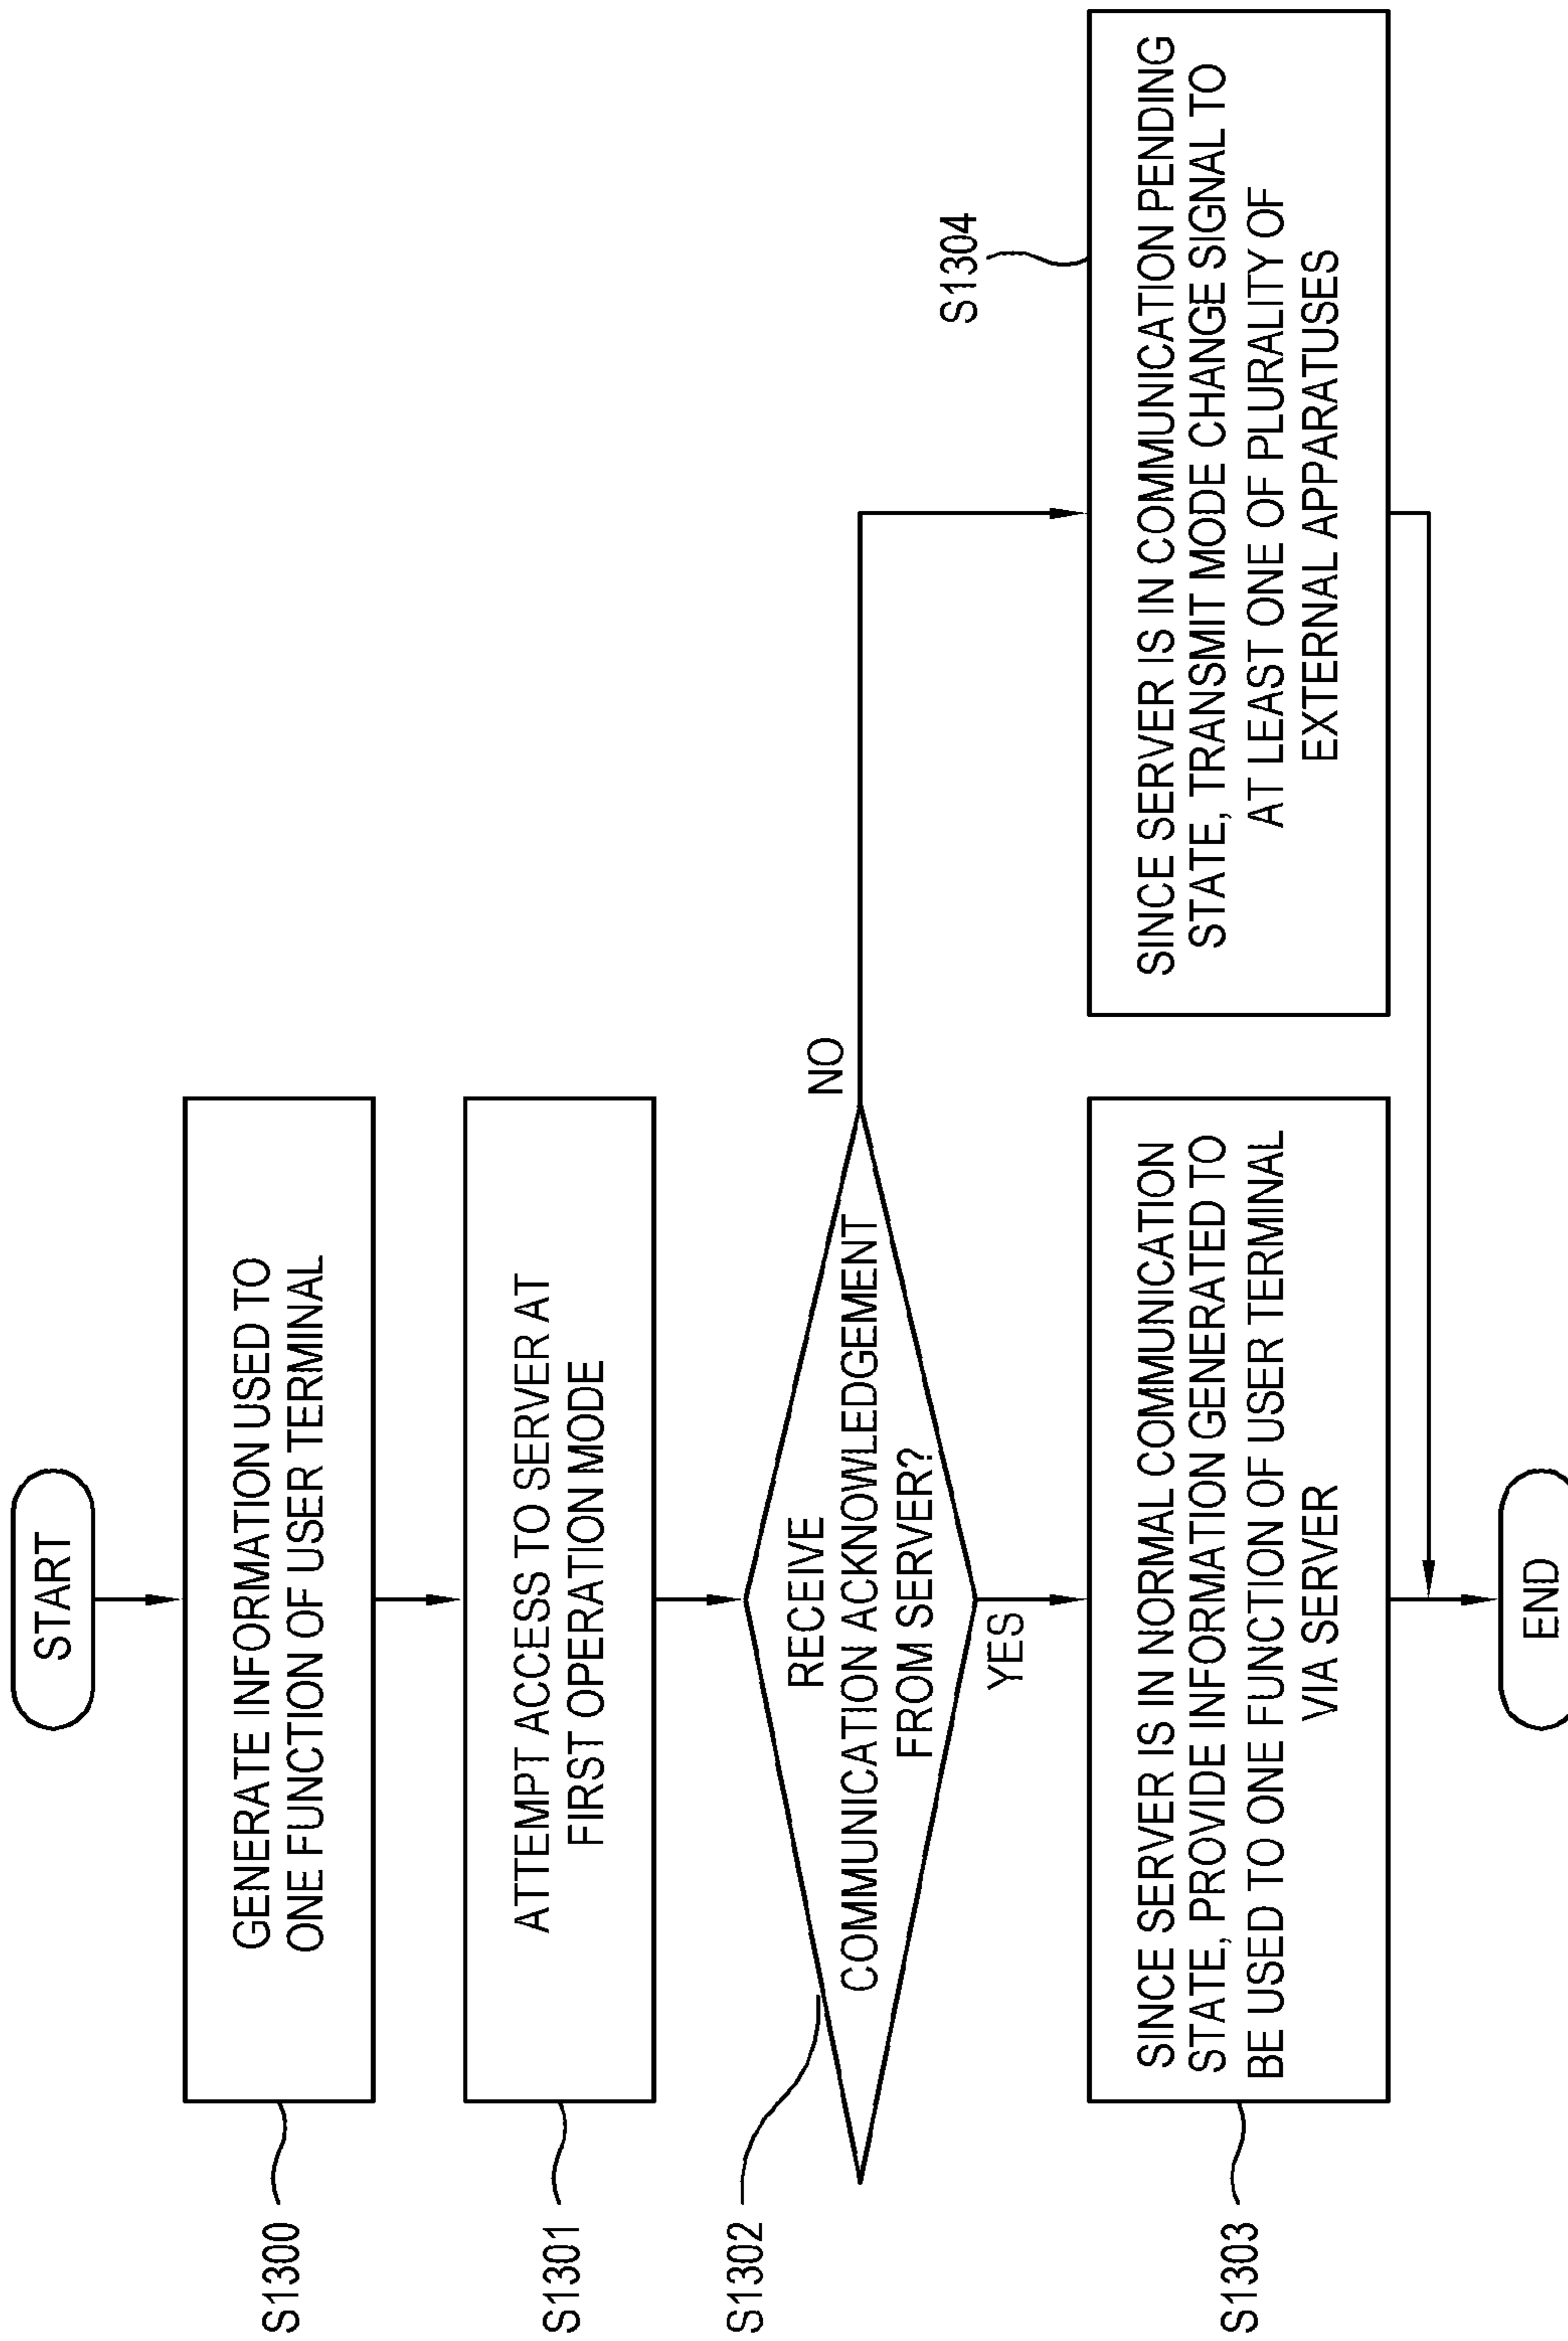 START
S1300
GENERATE INFORMATION USED TO
ONE FUNCTION OF USER TERMINAL
S1301
ATTEMPT ACCESS TO SERVER AT
FIRST OPERATION MODE
S1302
RECEIVE
COMMUNICATION ACKNOWLEDGEMENT
FROM SERVER?
NO
YES
S1303
SINCE SERVER IS IN NORMAL COMMUNICATION
STATE, PROVIDE INFORMATION GENERATED TO
BE USED TO ONE FUNCTION OF USER TERMINAL
VIA SERVER
S1304
SINCE SERVER IS IN COMMUNICATION PENDING
STATE, TRANSMIT MODE CHANGE SIGNAL TO
AT LEAST ONE OF PLURALITY OF
EXTERNAL APPARATUSES
END